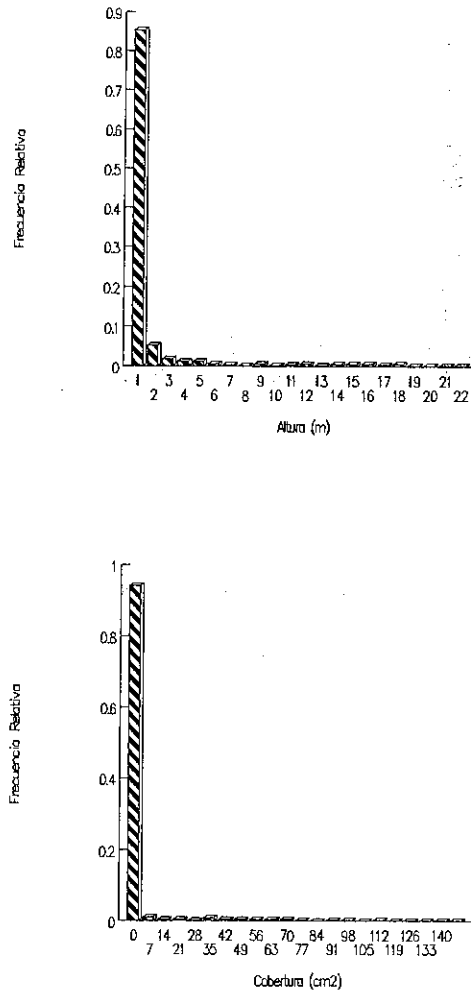 0.9
0.8
0.7
0.6
0.5
0.4
0.3
0.2
0.1
0
Frecuencia Relativa
1 3 5 7 9 11 13 15 17 19 21
2 4 6 8 10 12 14 16 18 20 22
Altura (m)
1
0.8
0.6
0.4
0.2
0
Frecuencia Relativa
0 14 28 42 56 70 84 98 112 126 140
7 21 35 49 63 77 91 105 119 133
Cobertura (cm2)